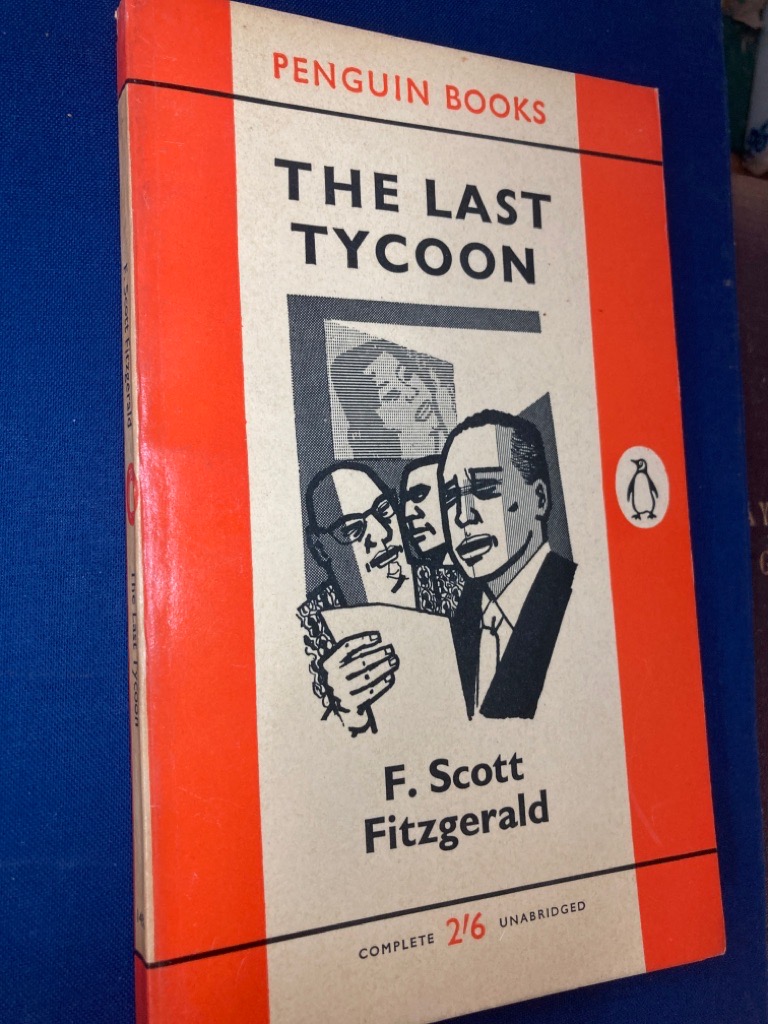 PENGUIN BOOKS
THE LAST
TYCOON
F. Scott
Fitzgerald
COMPLETE 2'6 UNABRIDGED
F. Scott Fitzgerald
The Last Tycoon